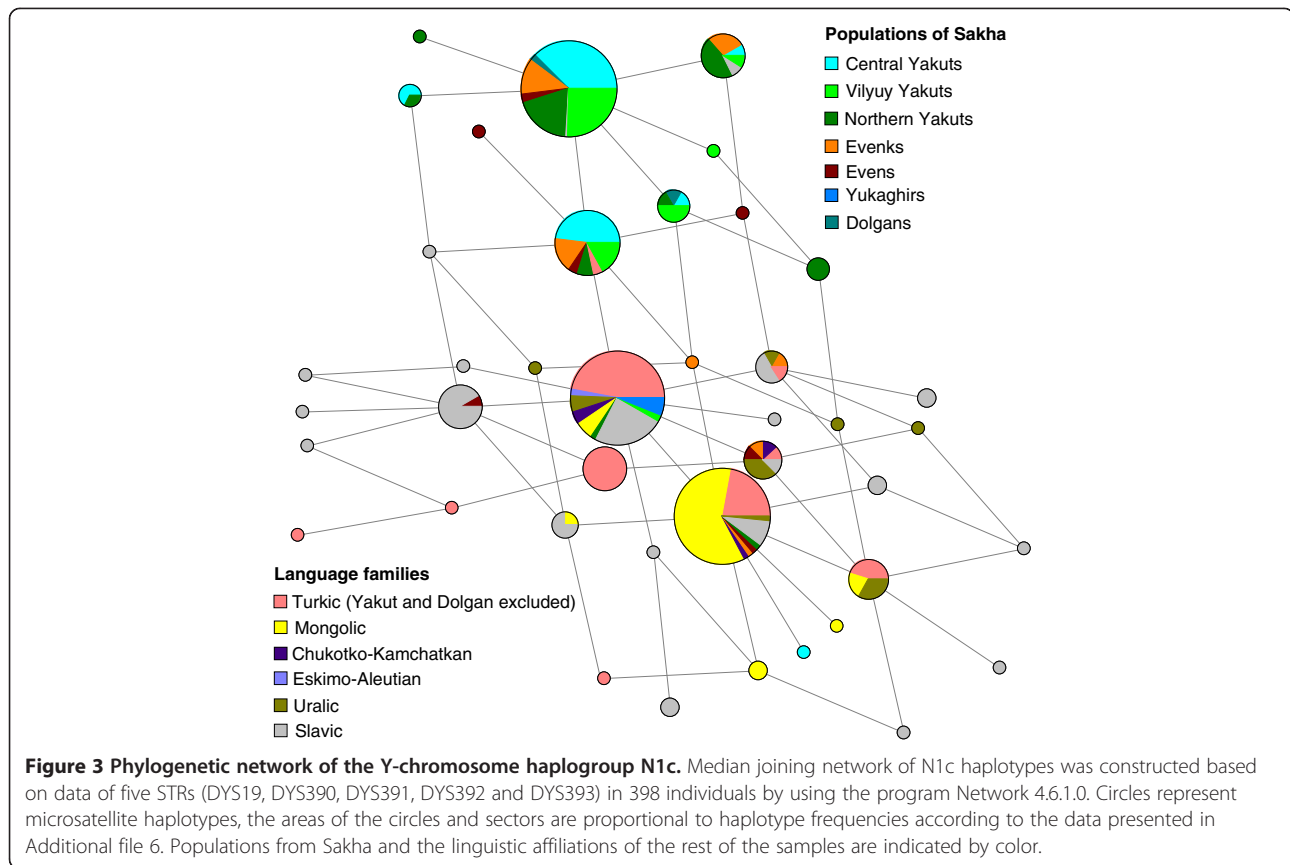 Populations of Sakha
Central Yakuts
Vilyuy Yakuts
Northern Yakuts
Evenks
Evens
Yukaghirs
Dolgans
Language families
Turkic (Yakut and Dolgan excluded)
Mongolic
Chukotko-Kamchatkan
Eskimo-Aleutian
Uralic
Slavic
Figure 3 Phylogenetic network of the Y-chromosome haplogroup N1c. Median joining network of N1c haplotypes was constructed based
on data of five STRs (DYS19, DYS390, DYS391, DYS392 and DYS393) in 398 individuals by using the program Network 4.6.1.0. Circles represent
microsatellite haplotypes, the areas of the circles and sectors are proportional to haplotype frequencies according to the data presented in
Additional file 6. Populations from Sakha and the linguistic affiliations of the rest of the samples are indicated by color.